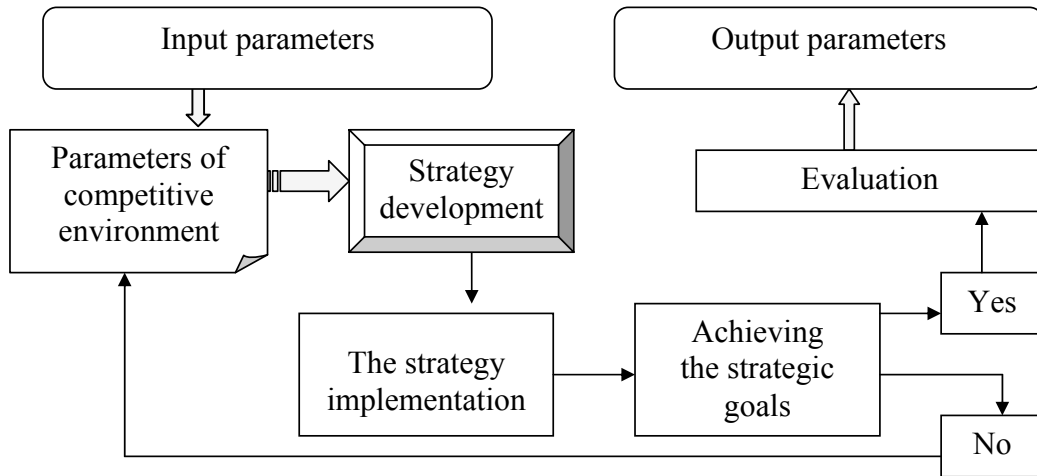 Input parameters
Output parameters
Parameters of
competitive
environment
Strategy
development
Evaluation
Yes
The strategy
implementation
Achieving
the strategic
goals
No